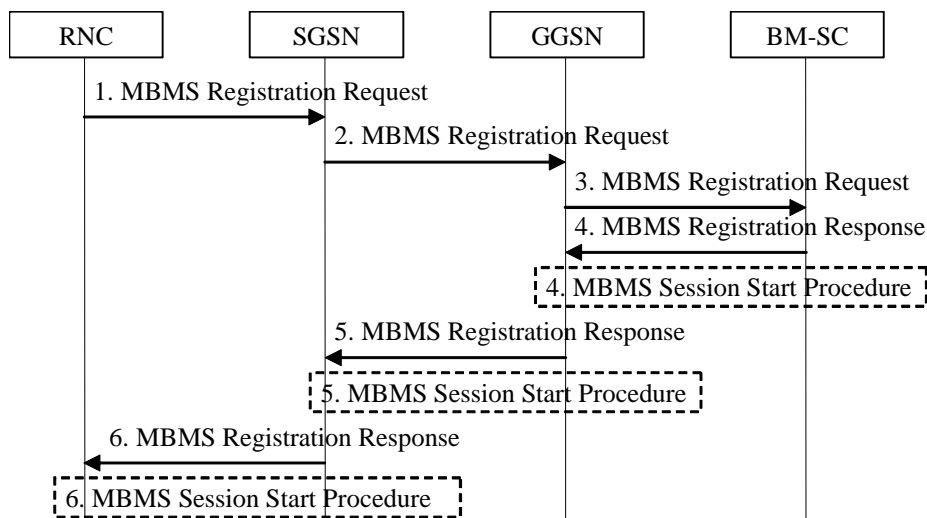 RNC
SGSN
GGSN
BM-SC
1. MBMS Registration Request
2. MBMS Registration Request
3. MBMS Registration Request
4. MBMS Registration Response
4. MBMS Session Start Procedure
5. MBMS Registration Response
5. MBMS Session Start Procedure
6. MBMS Registration Response
6. MBMS Session Start Procedure